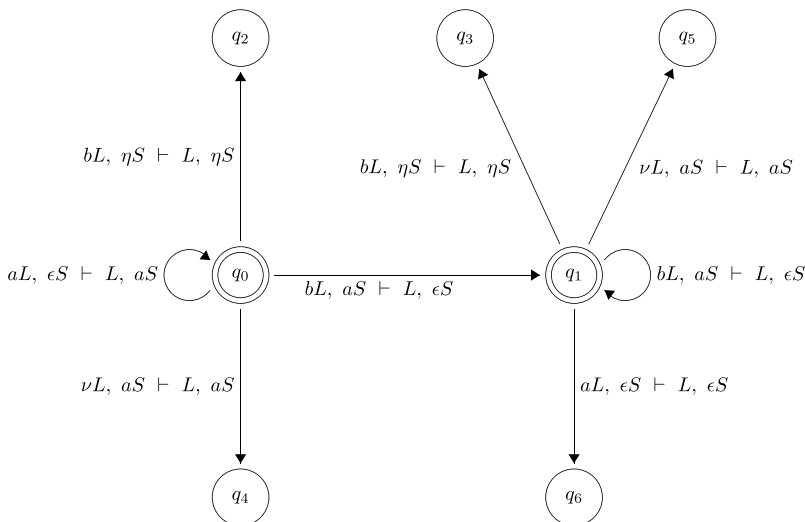 q₂
q₃
q₅
bL, ηS ⊢ L, ηS
bL, ηS ⊢ L, ηS
νL, aS ⊢ L, aS
aL, ϵS ⊢ L, aS
q₀
bL, aS ⊢ L, ϵS
q₁
bL, aS ⊢ L, ϵS
νL, aS ⊢ L, aS
aL, ϵS ⊢ L, ϵS
q₄
q₆